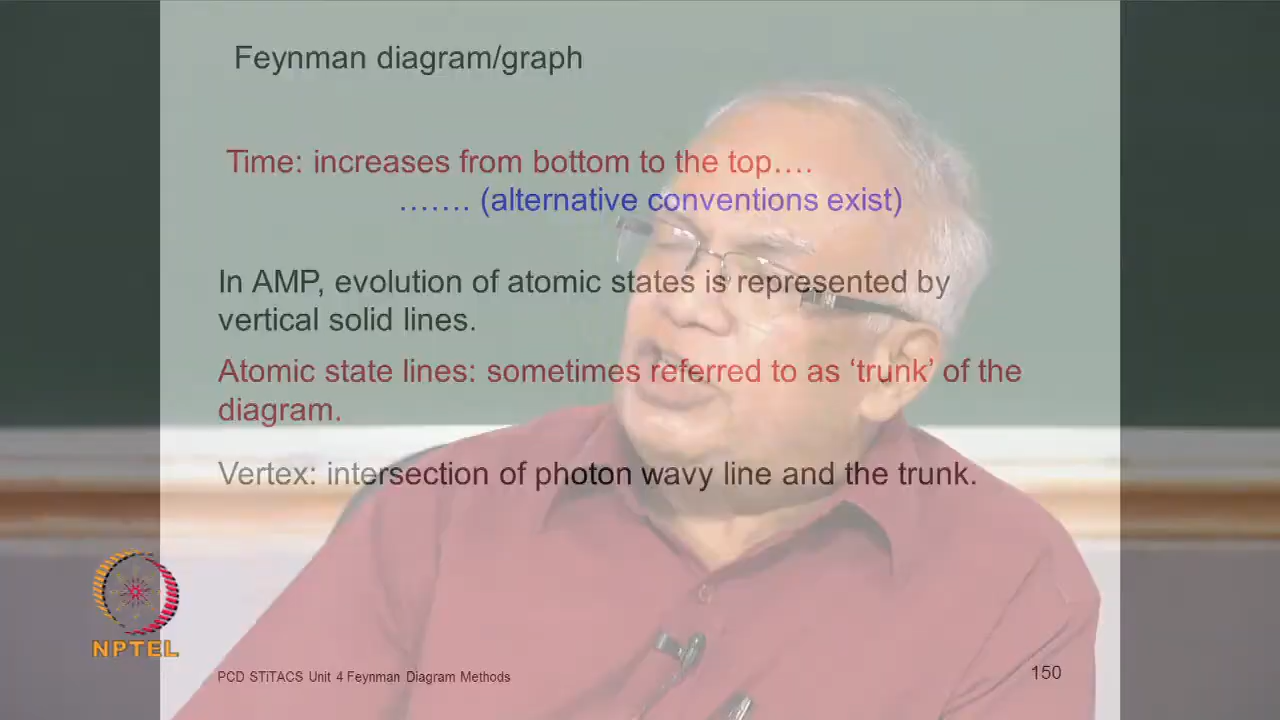 Feynman diagram/graph
Time: increases from bottom to the top….
……. (alternative conventions exist)
In AMP, evolution of atomic states is represented by
vertical solid lines.
Atomic state lines: sometimes referred to as ‘trunk’ of the
diagram.
Vertex: intersection of photon wavy line and the trunk.
NPTEL
PCD STiTACS Unit 4 Feynman Diagram Methods
150